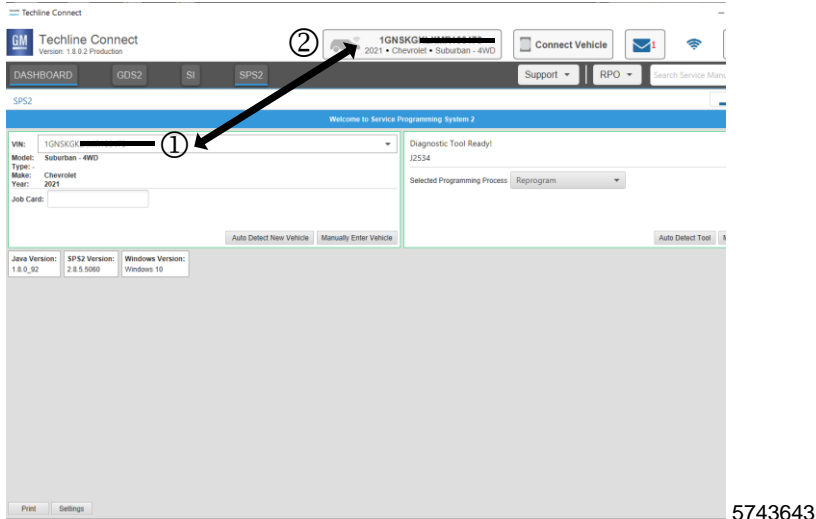 Techline Connect
GM
Techline Connect
Version: 1.8.0.2 Production
②
2021 • Chevrolet • Suburban - 4WD
Connect Vehicle
1
DASHBOARD GDS2 SI SPS2
Support RPO Search Service Manu
SPS2
Welcome to Service Programming System 2
VIN: 1GNSKGK
①
Model: Suburban - 4WD
Type: -
Make: Chevrolet
Year: 2021
Job Card:
Auto Detect New Vehicle Manually Enter Vehicle
Diagnostic Tool Ready!
J2534
Selected Programming Process Reprogram
Auto Detect Tool
Java Version: SPS2 Version: Windows Version:
1.8.0_92 2.8.5.5060 Windows 10
Print Settings
5743643